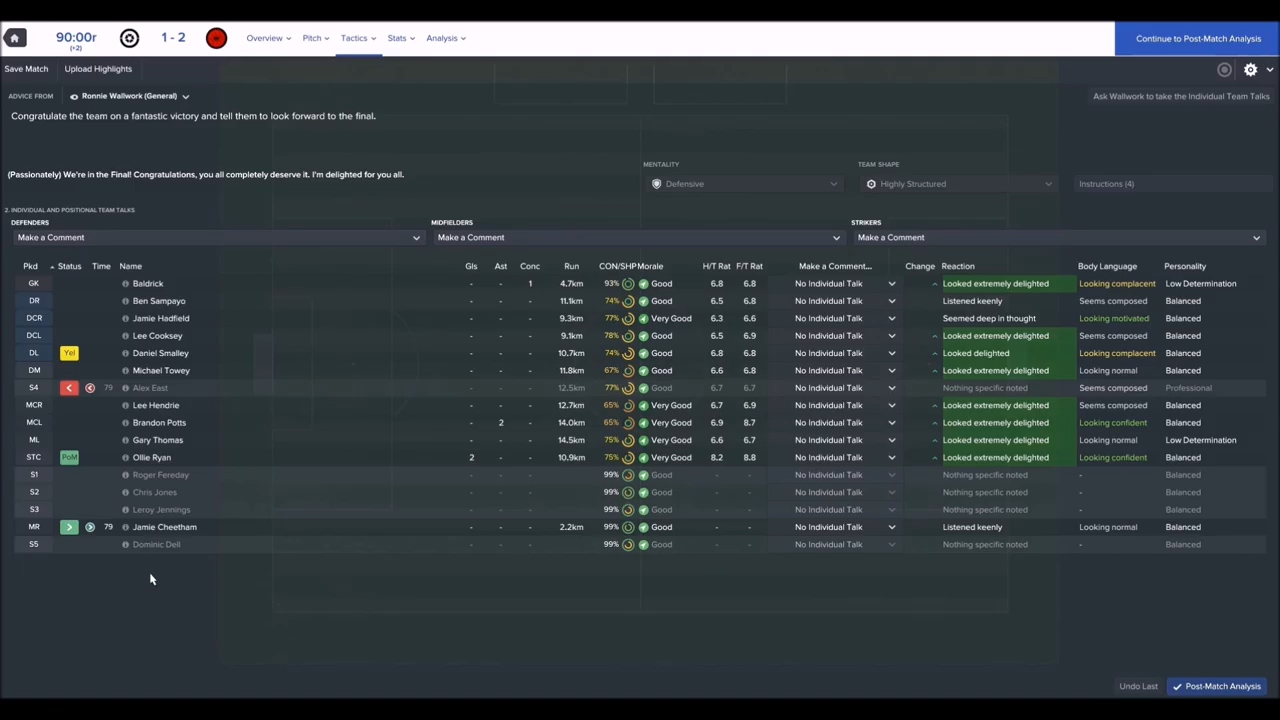 90:00r (+2) 1 - 2 Overview Pitch Tactics Stats Analysis Continue to Post-Match Analysis
Save Match Upload Highlights
ADVICE FROM Ronnie Wallwork (General) Ask Wallwork to take the Individual Team Talks
Congratulate the team on a fantastic victory and tell them to look forward to the final.
MENTALITY TEAM SHAPE
(Passionately) We're in the Final! Congratulations, you all completely deserve it. I'm delighted for you all.
Defensive Highly Structured Instructions (4)
2. INDIVIDUAL AND POSITIONAL TEAM TALKS
DEFENDERS MIDFIELDERS STRIKERS
Make a Comment Make a Comment Make a Comment
Pkd Status Time Name Gls Ast Conc Run CON/SHP Morale H/T Rat F/T Rat Make a Comment... Change Reaction Body Language Personality
GK Baldrick - - 1 4.7km 93% Good 6.8 6.8 No Individual Talk Looked extremely delighted Looking complacent Low Determination
DR Ben Sampayo - - - 11.1km 74% Good 6.5 6.8 No Individual Talk Listened keenly Seems composed Balanced
DCR Jamie Hadfield - - - 9.3km 77% Very Good 6.3 6.6 No Individual Talk Seemed deep in thought Looking motivated Balanced
DCL Lee Cooksey - - - 9.1km 78% Good 6.5 6.9 No Individual Talk Looked extremely delighted Seems composed Balanced
DL Yel Daniel Smalley - - - 10.7km 74% Good 6.8 6.8 No Individual Talk Looked delighted Looking complacent Balanced
DM Michael Towey - - - 11.8km 67% Good 6.6 6.8 No Individual Talk Looked extremely delighted Looking normal Balanced
S4 79 Alex East - - - 12.5km 77% Good 6.7 6.7 No Individual Talk Nothing specific noted Seems composed Professional
MCR Lee Hendrie - - - 12.7km 65% Very Good 6.7 6.9 No Individual Talk Looked extremely delighted Seems composed Balanced
MCL Brandon Potts - 2 - 14.0km 65% Very Good 6.9 8.7 No Individual Talk Looked extremely delighted Looking confident Balanced
ML Gary Thomas - - - 14.5km 75% Very Good 6.6 6.7 No Individual Talk Looked extremely delighted Looking normal Low Determination
STC PoM Ollie Ryan 2 - - 10.9km 75% Very Good 8.2 8.8 No Individual Talk Looked extremely delighted Looking confident Balanced
S1 Roger Fereday - - - 99% Good - - No Individual Talk Nothing specific noted - Balanced
S2 Chris Jones - - - 99% Good - - No Individual Talk Nothing specific noted - Balanced
S3 Leroy Jennings - - - 99% Good - - No Individual Talk Nothing specific noted - Balanced
MR 79 Jamie Cheetham - - - 2.2km 99% Good - - No Individual Talk Listened keenly Looking normal Balanced
S5 Dominic Dell - - - 99% Good - - No Individual Talk Nothing specific noted - Balanced
Undo Last Post-Match Analysis